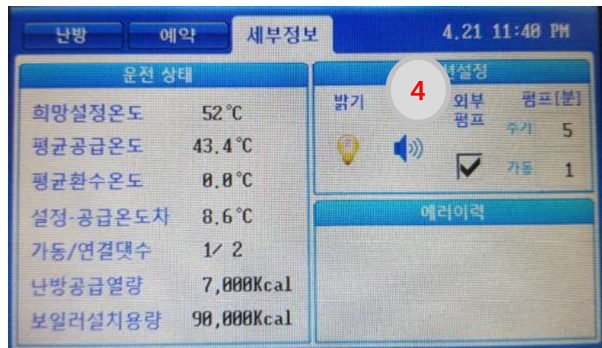 난방 예약 세부정보 4.21 11:40 PM
운전 상태
희망설정온도 52℃
평균공급온도 43.4℃
평균환수온도 0.0℃
설정-공급온도차 8.6℃
가동/연결댓수 1/ 2
난방공급열량 7,000Kcal
보일러설치용량 90,000Kcal
4
밝기 외부펌프 펌프[분]
주기 5
가동 1
에러이력